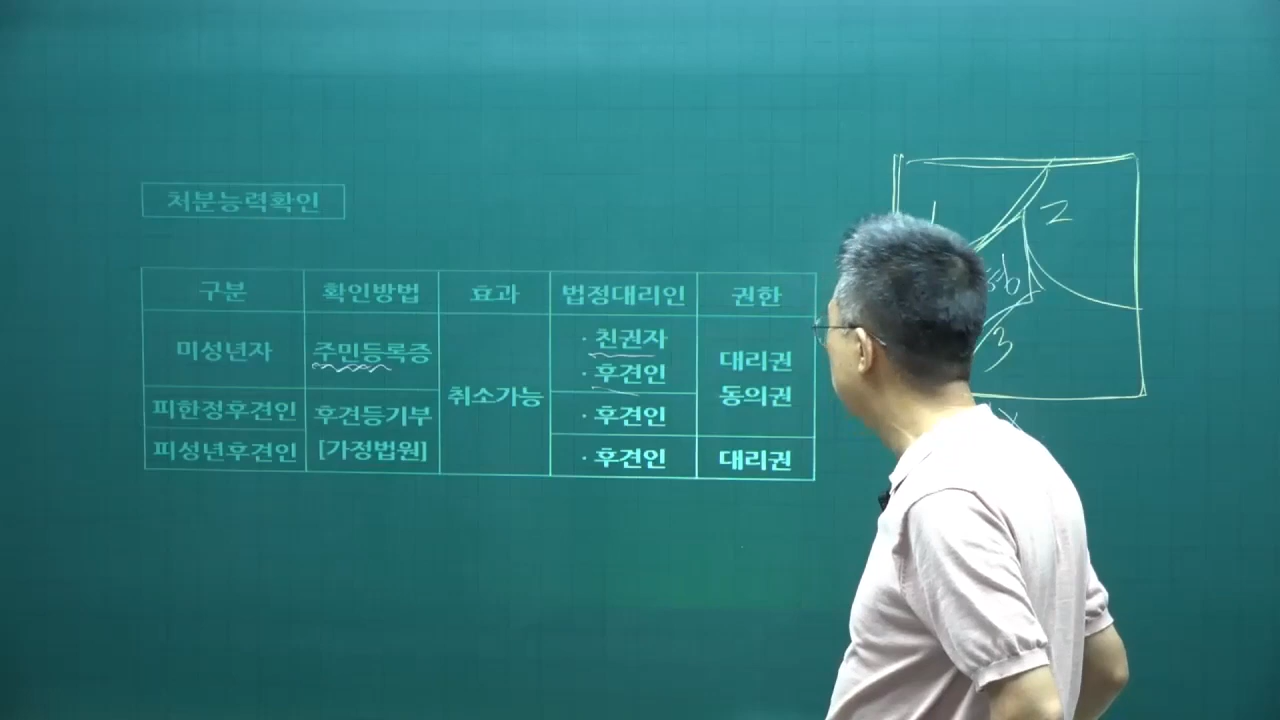 처분능력확인
구분 확인방법 효과 법정대리인 권한
미성년자 주민등록증 취소가능 · 친권자 · 후견인 대리권 동의권
피한정후견인 후견등기부 [가정법원] · 후견인
피성년후견인 · 후견인 대리권
1 2
3